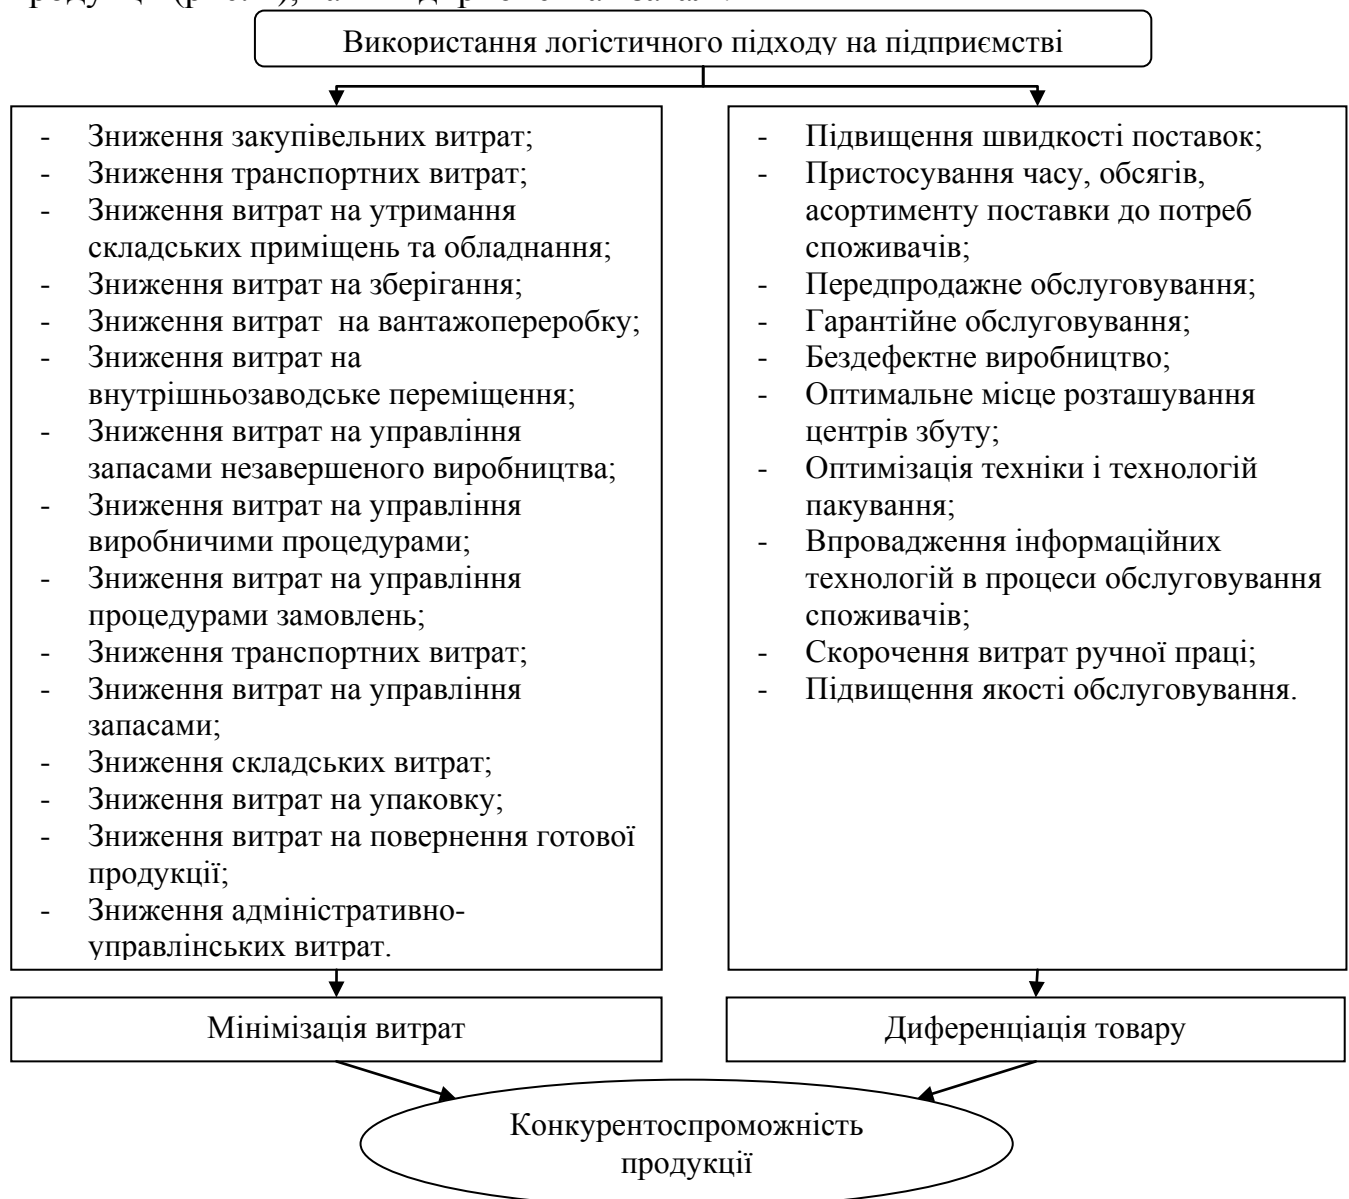 Використання логістичного підходу на підприємстві
- Зниження закупівельних витрат;
- Зниження транспортних витрат;
- Зниження витрат на утримання
складських приміщень та обладнання;
- Зниження витрат на зберігання;
- Зниження витрат на вантажопереробку;
- Зниження витрат на
внутрішньозаводське переміщення;
- Зниження витрат на управління
запасами незавершеного виробництва;
- Зниження витрат на управління
виробничими процедурами;
- Зниження витрат на управління
процедурами замовлень;
- Зниження транспортних витрат;
- Зниження витрат на управління
запасами;
- Зниження складських витрат;
- Зниження витрат на упаковку;
- Зниження витрат на повернення готової
продукції;
- Зниження адміністративно-
управлінських витрат.
- Підвищення швидкості поставок;
- Пристосування часу, обсягів,
асортименту поставки до потреб
споживачів;
- Передпродажне обслуговування;
- Гарантійне обслуговування;
- Бездефектне виробництво;
- Оптимальне місце розташування
центрів збуту;
- Оптимізація техніки і технологій
пакування;
- Впровадження інформаційних
технологій в процеси обслуговування
споживачів;
- Скорочення витрат ручної праці;
- Підвищення якості обслуговування.
Мінімізація витрат
Диференціація товару
Конкурентоспроможність
продукції